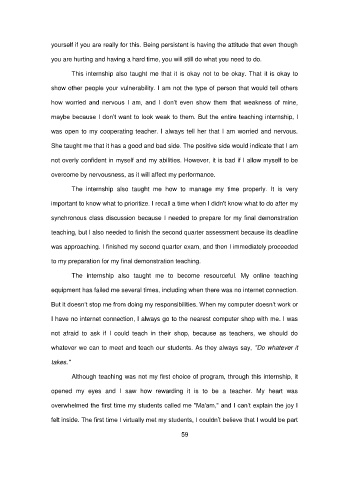 yourself if you are really for this. Being persistent is having the attitude that even though
you are hurting and having a hard time, you will still do what you need to do.
This internship also taught me that it is okay not to be okay. That it is okay to
show other people your vulnerability. I am not the type of person that would tell others
how worried and nervous I am, and I don't even show them that weakness of mine,
maybe because I don't want to look weak to them. But the entire teaching internship, I
was open to my cooperating teacher. I always tell her that I am worried and nervous.
She taught me that it has a good and bad side. The positive side would indicate that I am
not overly confident in myself and my abilities. However, it is bad if I allow myself to be
overcome by nervousness, as it will affect my performance.
The internship also taught me how to manage my time properly. It is very
important to know what to prioritize. I recall a time when I didn't know what to do after my
synchronous class discussion because I needed to prepare for my final demonstration
teaching, but I also needed to finish the second quarter assessment because its deadline
was approaching. I finished my second quarter exam, and then I immediately proceeded
to my preparation for my final demonstration teaching.
The internship also taught me to become resourceful. My online teaching
equipment has failed me several times, including when there was no internet connection.
But it doesn't stop me from doing my responsibilities. When my computer doesn't work or
I have no internet connection, I always go to the nearest computer shop with me. I was
not afraid to ask if I could teach in their shop, because as teachers, we should do
whatever we can to meet and teach our students. As they always say, "Do whatever it
takes."
Although teaching was not my first choice of program, through this internship, it
opened my eyes and I saw how rewarding it is to be a teacher. My heart was
overwhelmed the first time my students called me "Ma'am," and I can't explain the joy I
felt inside. The first time I virtually met my students, I couldn't believe that I would be part
59